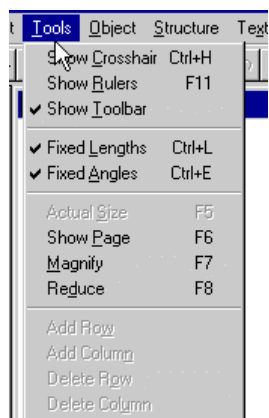 t Tools Object Structure Text
Show Crosshair Ctrl+H
Show Rulers F11
✓ Show Toolbar
✓ Fixed Lengths Ctrl+L
✓ Fixed Angles Ctrl+E
Actual Size F5
Show Page F6
Magnify F7
Reduce F8
Add Row
Add Column
Delete Row
Delete Column